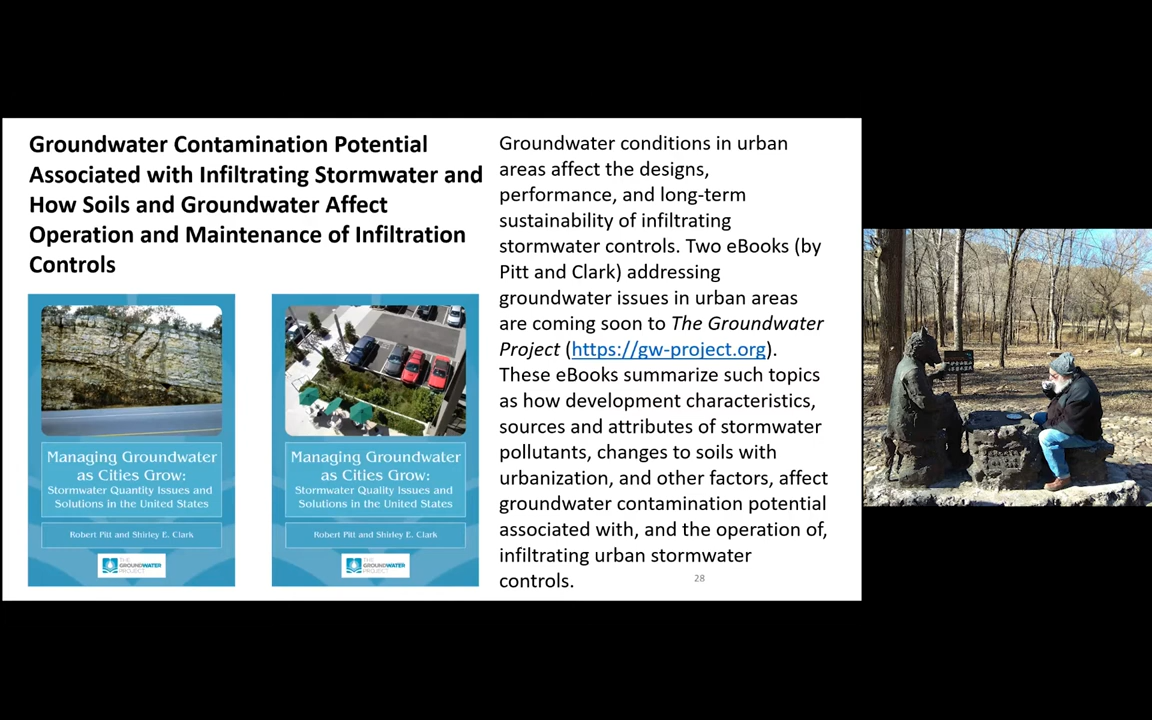 Groundwater Contamination Potential
Associated with Infiltrating Stormwater and
How Soils and Groundwater Affect
Operation and Maintenance of Infiltration
Controls
Managing Groundwater
as Cities Grow:
Stormwater Quantity Issues and
Solutions in the United States
Robert Pitt and Shirley E. Clark
THE
GROUNDWATER
PROJECT
Managing Groundwater
as Cities Grow:
Stormwater Quality Issues and
Solutions in the United States
Robert Pitt and Shirley E. Clark
THE
GROUNDWATER
PROJECT
Groundwater conditions in urban
areas affect the designs,
performance, and long-term
sustainability of infiltrating
stormwater controls. Two eBooks (by
Pitt and Clark) addressing
groundwater issues in urban areas
are coming soon to The Groundwater
Project (https://gw-project.org).
These eBooks summarize such topics
as how development characteristics,
sources and attributes of stormwater
pollutants, changes to soils with
urbanization, and other factors, affect
groundwater contamination potential
associated with, and the operation of,
infiltrating urban stormwater
controls.
28